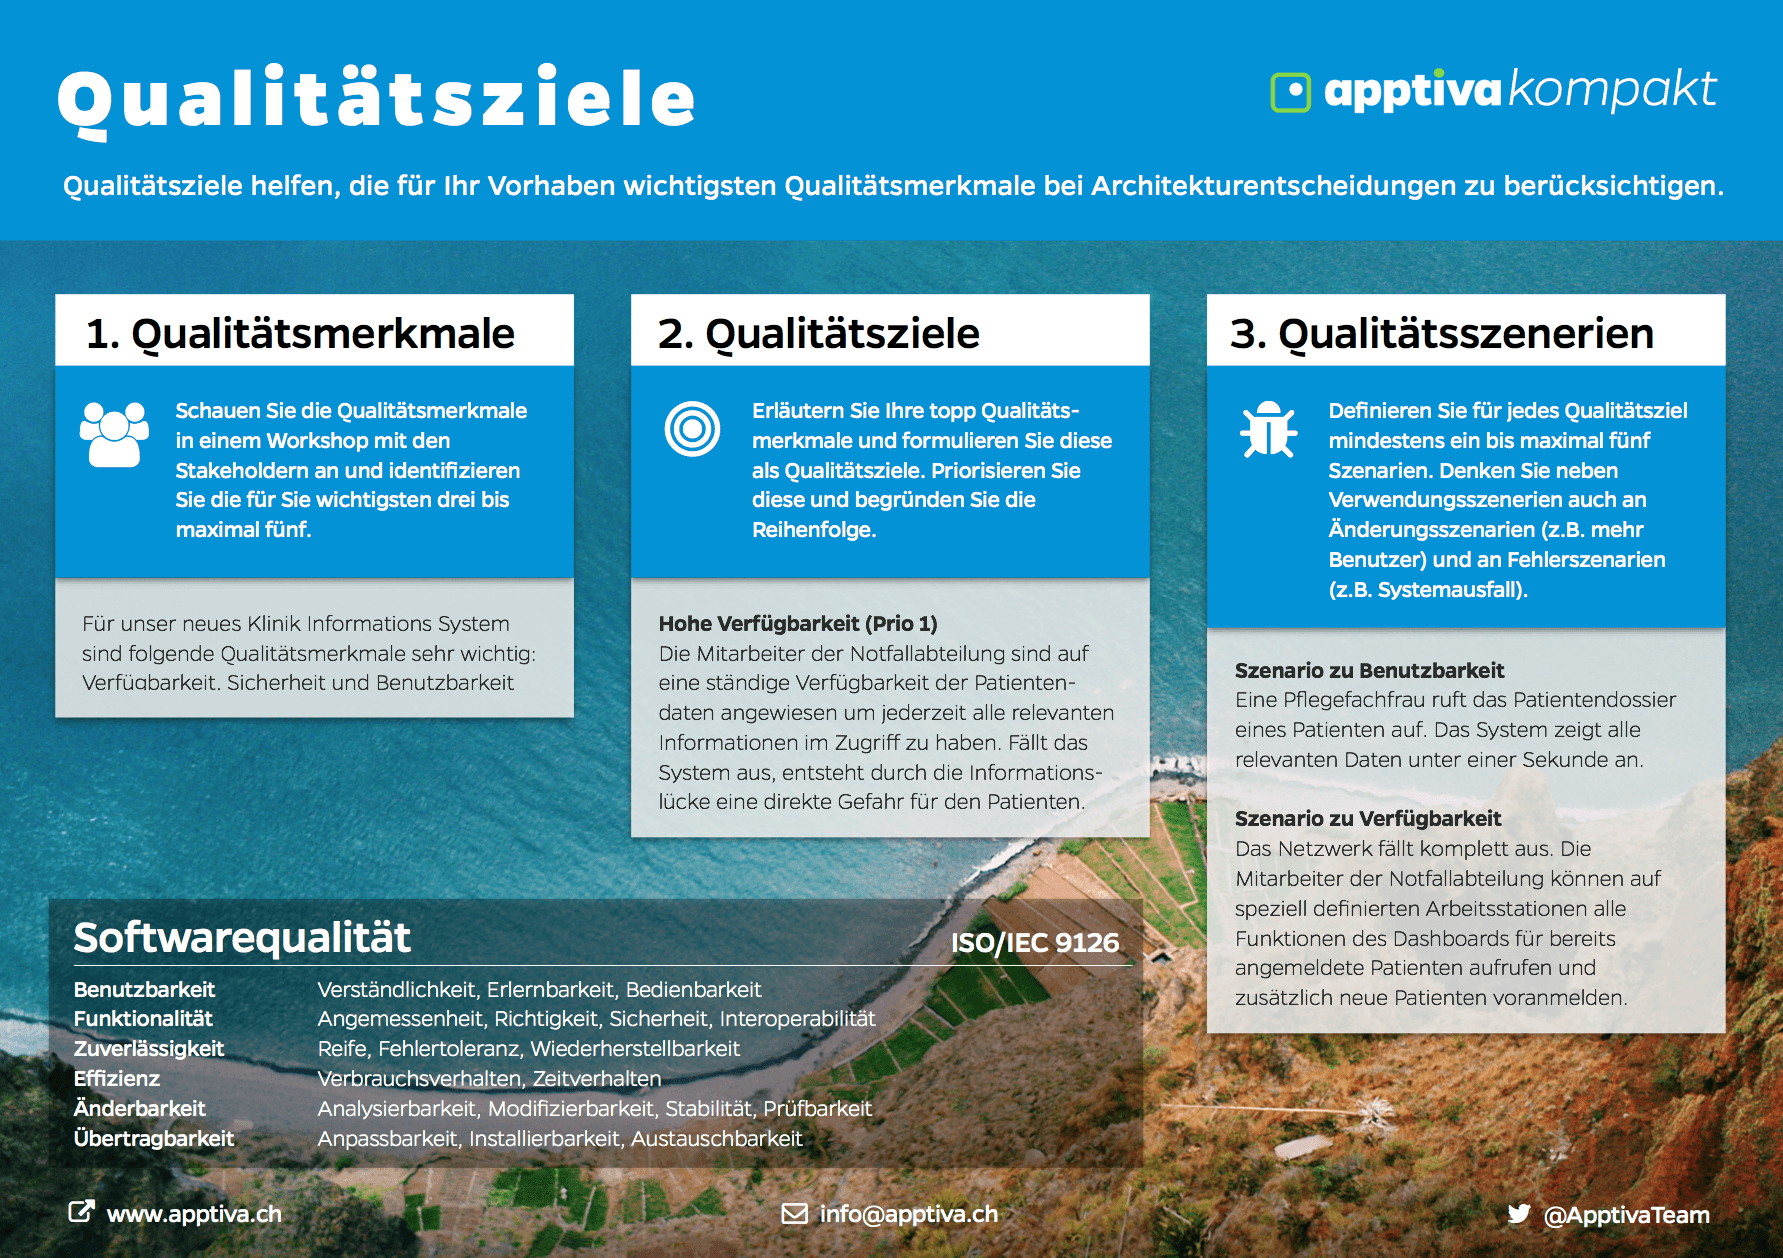 Qualitätsziele
apptiva kompakt
Qualitätsziele helfen, die für Ihr Vorhaben wichtigsten Qualitätsmerkmale bei Architekturentscheidungen zu berücksichtigen.
1. Qualitätsmerkmale
Schauen Sie die Qualitätsmerkmale
in einem Workshop mit den
Stakeholdern an und identifizieren
Sie die für Sie wichtigsten drei bis
maximal fünf.
Für unser neues Klinik Informations System
sind folgende Qualitätsmerkmale sehr wichtig:
Verfügbarkeit, Sicherheit und Benutzbarkeit
2. Qualitätsziele
Erläutern Sie Ihre topp Qualitäts-
merkmale und formulieren Sie diese
als Qualitätsziele. Priorisieren Sie
diese und begründen Sie die
Reihenfolge.
Hohe Verfügbarkeit (Prio 1)
Die Mitarbeiter der Notfallabteilung sind auf
eine ständige Verfügbarkeit der Patienten-
daten angewiesen um jederzeit alle relevanten
Informationen im Zugriff zu haben. Fällt das
System aus, entsteht durch die Informations-
lücke eine direkte Gefahr für den Patienten.
3. Qualitätsszenerien
Definieren Sie für jedes Qualitätsziel
mindestens ein bis maximal fünf
Szenarien. Denken Sie neben
Verwendungsszenerien auch an
Änderungsszenarien (z.B. mehr
Benutzer) und an Fehlerszenarien
(z.B. Systemausfall).
Szenario zu Benutzbarkeit
Eine Pflegefachfrau ruft das Patientendossier
eines Patienten auf. Das System zeigt alle
relevanten Daten unter einer Sekunde an.
Szenario zu Verfügbarkeit
Das Netzwerk fällt komplett aus. Die
Mitarbeiter der Notfallabteilung können auf
speziell definierten Arbeitsstationen alle
Funktionen des Dashboards für bereits
angemeldete Patienten aufrufen und
zusätzlich neue Patienten voranmelden.
Softwarequalität ISO/IEC 9126
Benutzbarkeit Verständlichkeit, Erlernbarkeit, Bedienbarkeit
Funktionalität Angemessenheit, Richtigkeit, Sicherheit, Interoperabilität
Zuverlässigkeit Reife, Fehlertoleranz, Wiederherstellbarkeit
Effizienz Verbrauchsverhalten, Zeitverhalten
Änderbarkeit Analysierbarkeit, Modifizierbarkeit, Stabilität, Prüfbarkeit
Übertragbarkeit Anpassbarkeit, Installierbarkeit, Austauschbarkeit
www.apptiva.ch
info@apptiva.ch
@ApptivaTeam